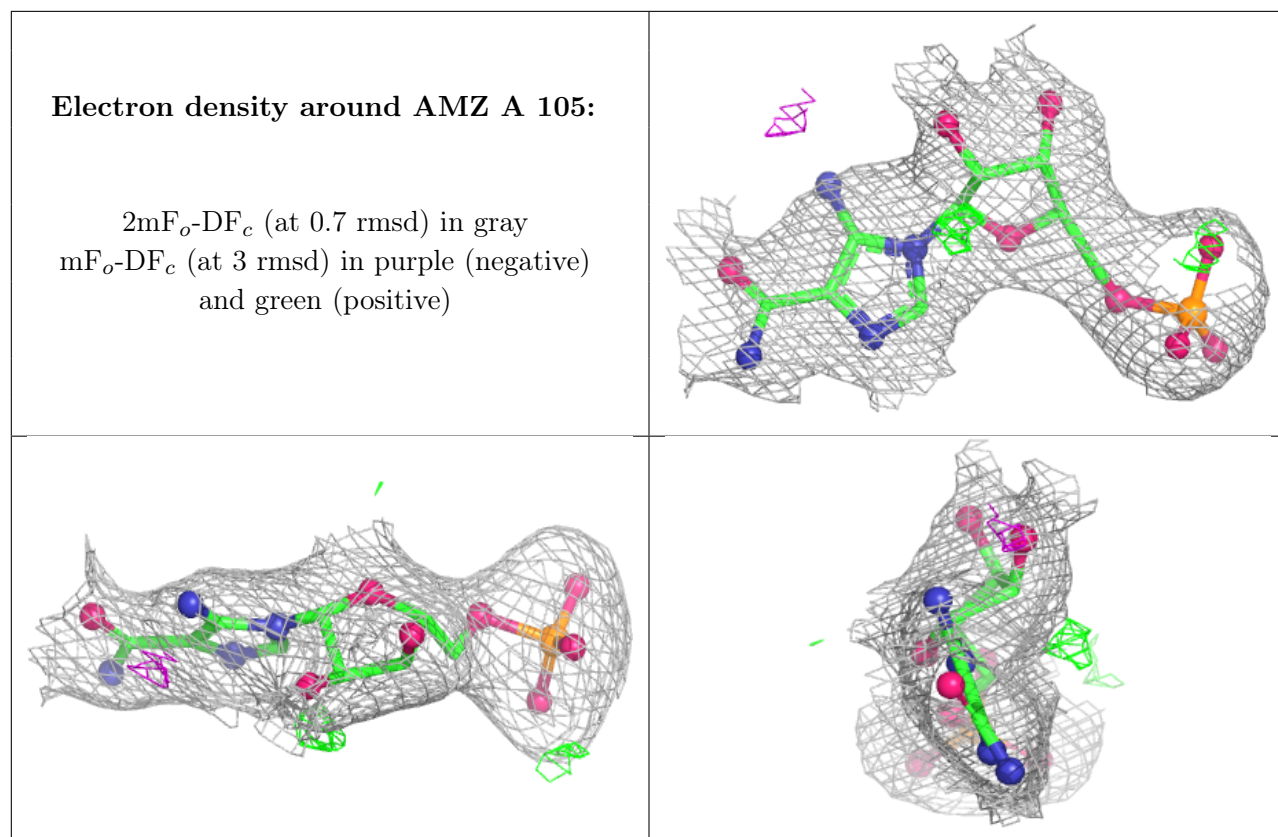 Electron density around AMZ A 105:
2mFo-DFc (at 0.7 rmsd) in gray
mFo-DFc (at 3 rmsd) in purple (negative)
and green (positive)